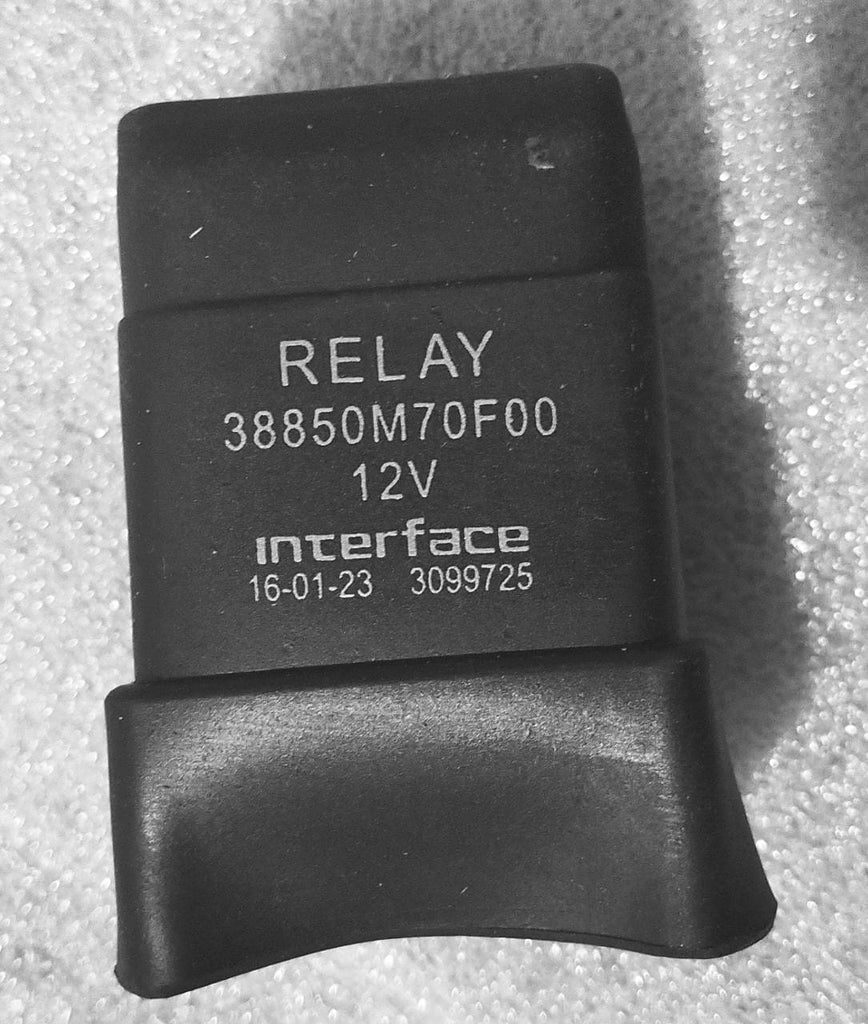 RELAY
38850M70F00
12V
interface
16-01-23 3099725